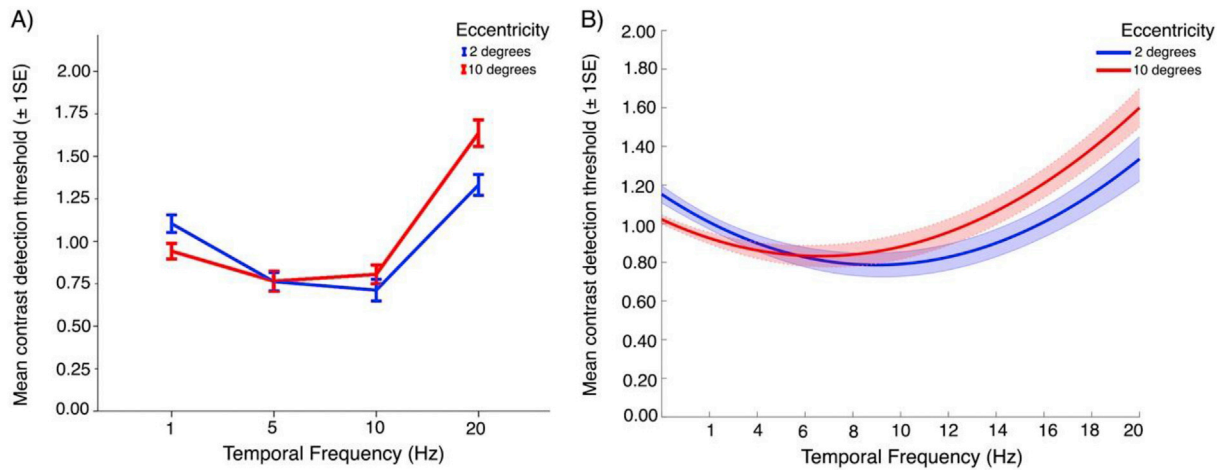 A)
Eccentricity
2 degrees
10 degrees
Mean contrast detection threshold (± 1SE)
2.00
1.75
1.50
1.25
1.00
0.75
0.50
0.25
0.00
1 5 10 20
Temporal Frequency (Hz)
B)
Eccentricity
2 degrees
10 degrees
Mean contrast detection threshold (± 1SE)
2.00
1.80
1.60
1.40
1.20
1.00
0.80
0.60
0.40
0.20
0.00
1 4 6 8 10 12 14 16 18 20
Temporal Frequency (Hz)